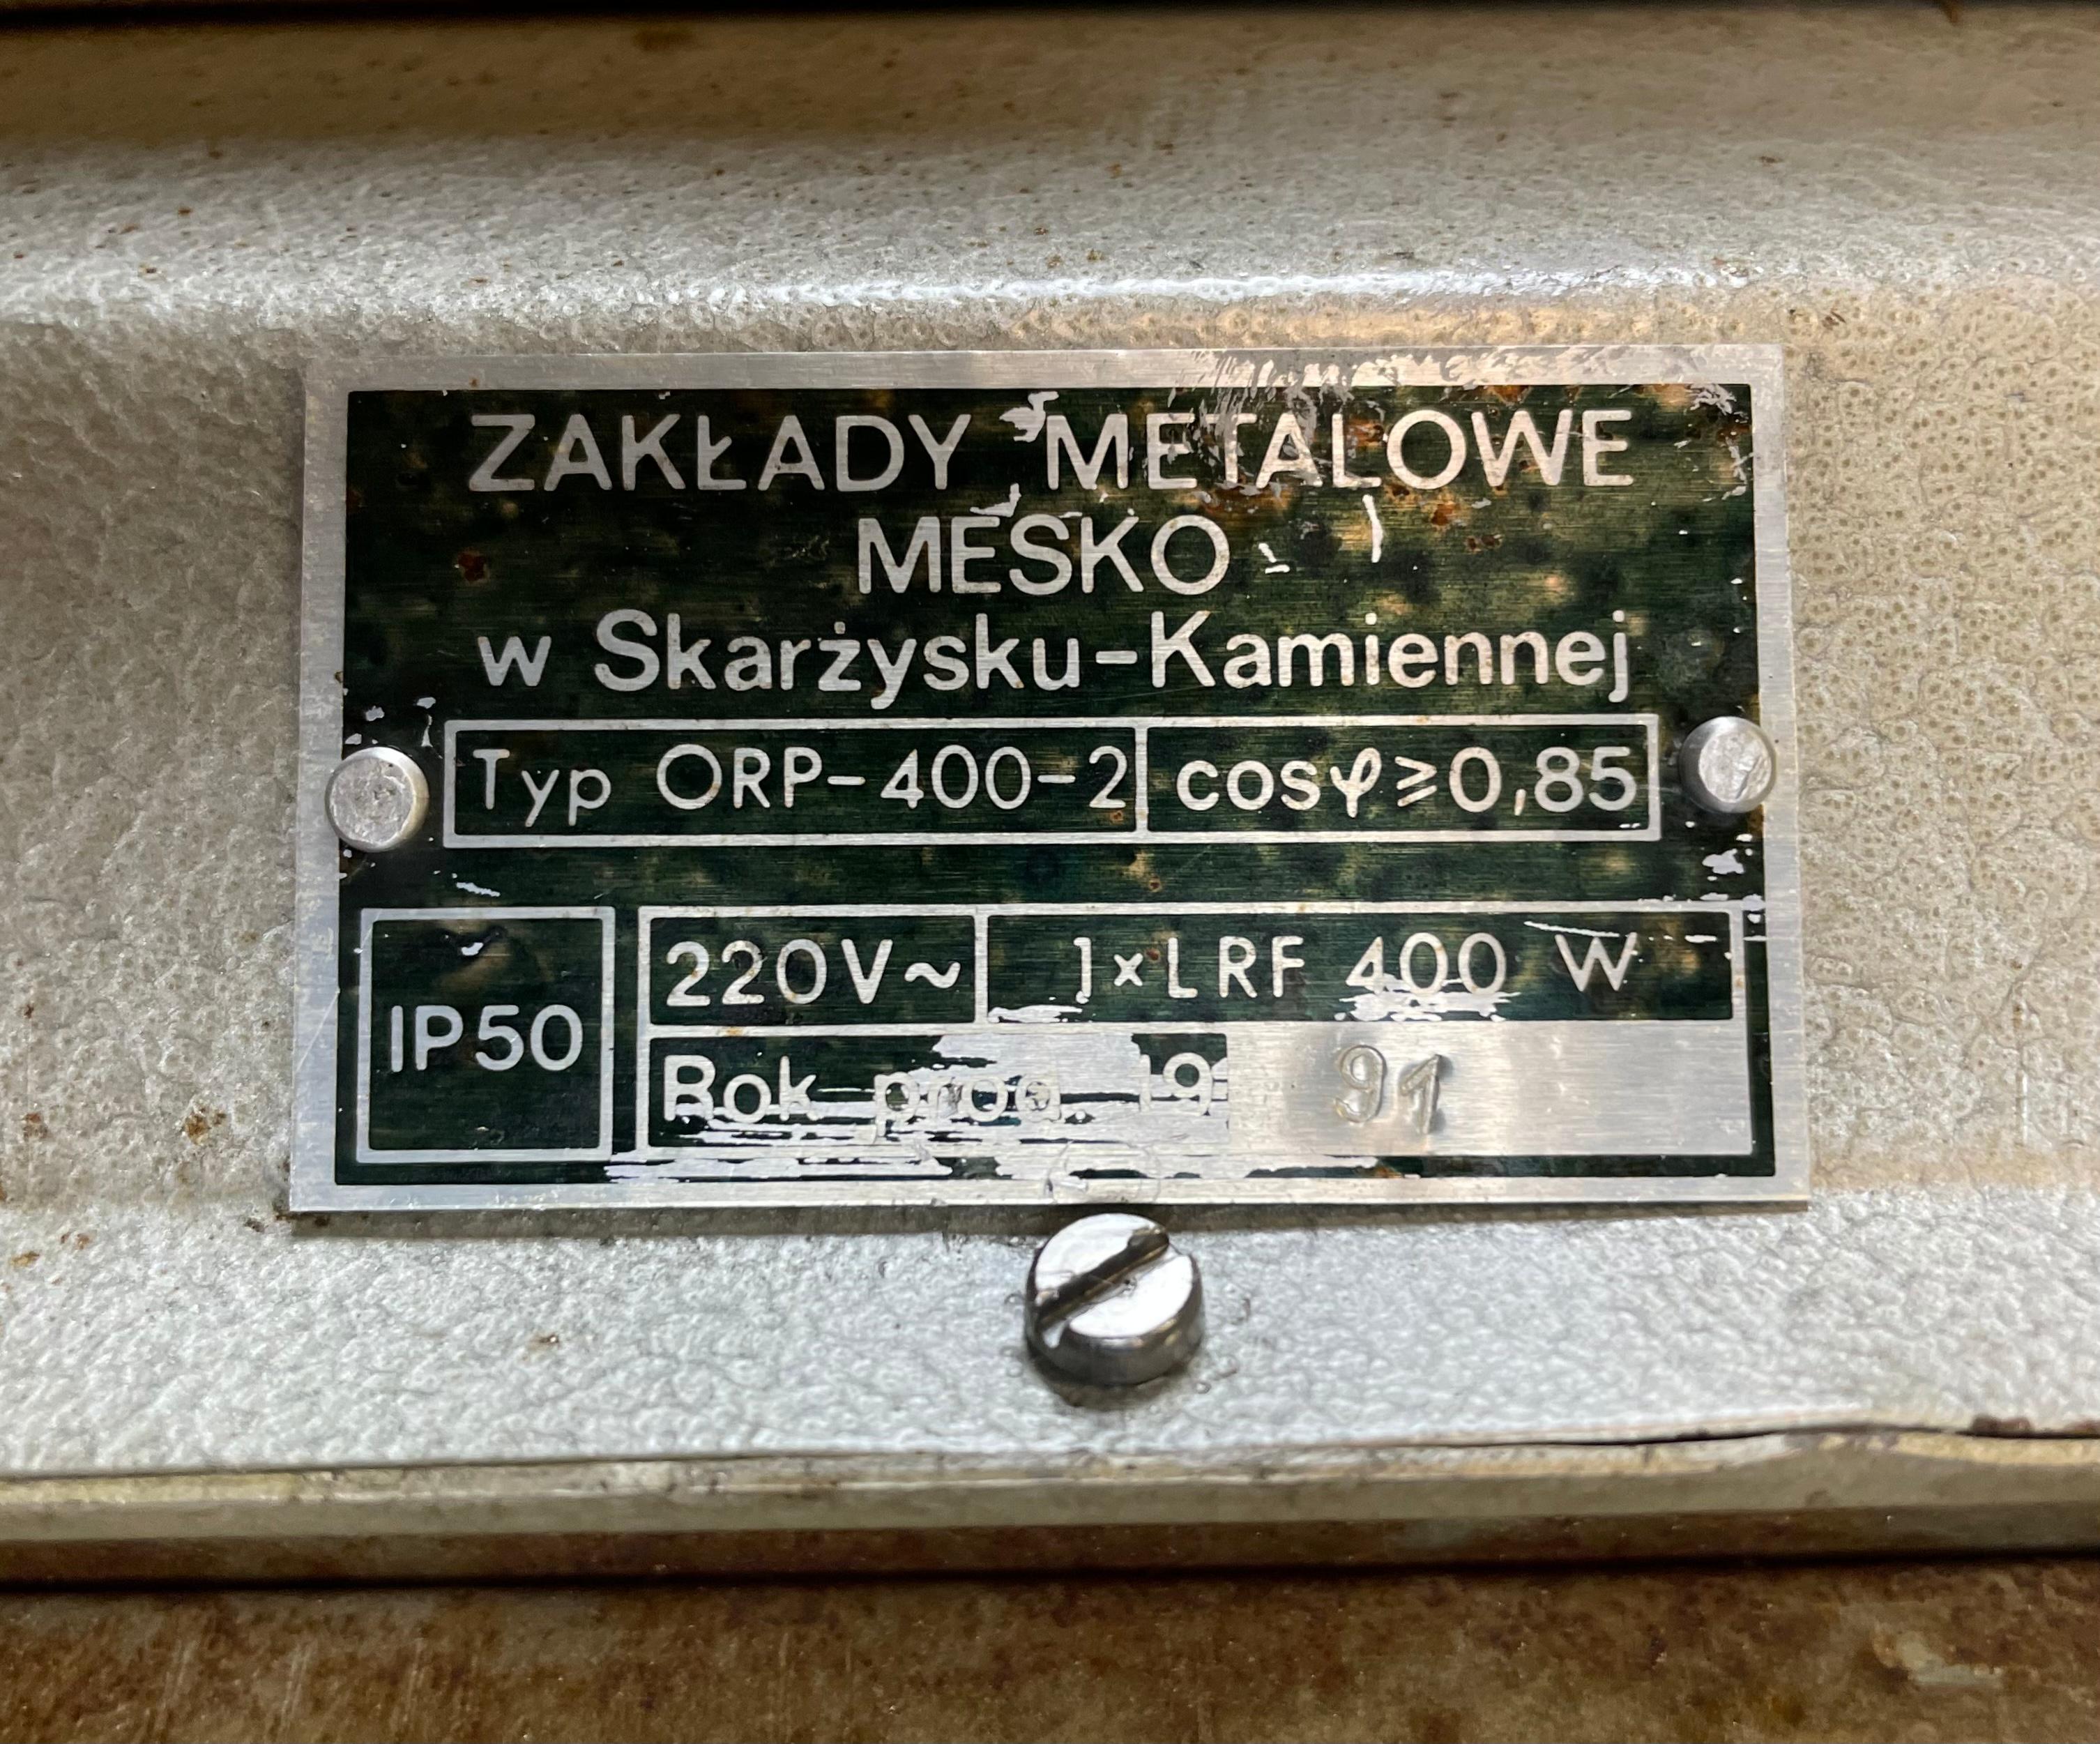 ZAKŁADY METALOWE
MESKO
w Skarżysku-Kamiennej
Typ ORP-400-2 cosφ≥0,85
IP50
220V~ 1×LRF 400 W
Rok prod. 19 91